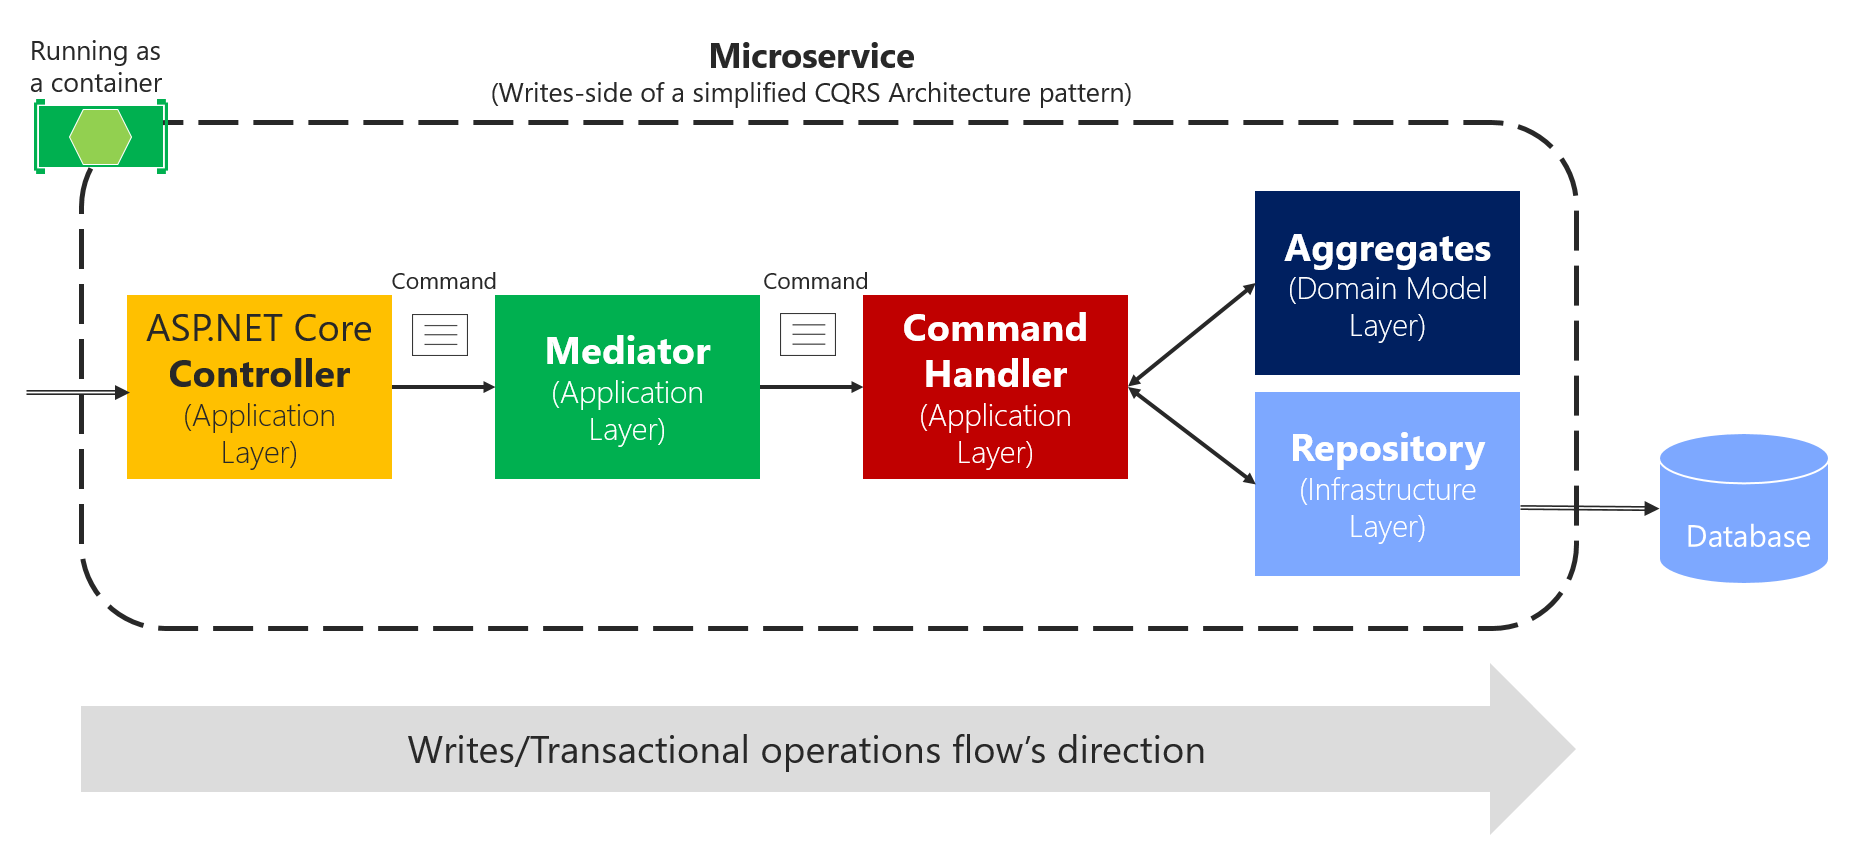 Running as
a container
Microservice
(Writes-side of a simplified CQRS Architecture pattern)
Command
Command
ASP.NET Core
Controller
(Application
Layer)
Mediator
(Application
Layer)
Command
Handler
(Application
Layer)
Aggregates
(Domain Model
Layer)
Repository
(Infrastructure
Layer)
Database
Writes/Transactional operations flow’s direction